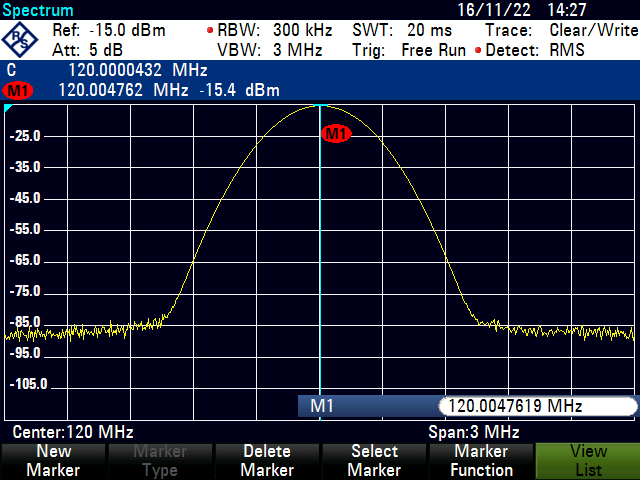 Spectrum 16/11/22 14:27
Ref: -15.0 dBm RBW: 300 kHz SWT: 20 ms Trace: Clear/Write
Att: 5 dB VBW: 3 MHz Trig: Free Run Detect: RMS
C 120.0000432 MHz
M1 120.004762 MHz -15.4 dBm
M1
-25.0
-35.0
-45.0
-55.0
-65.0
-75.0
-85.0
-95.0
-105.0
M1 120.0047619 MHz
Center:120 MHz Span:3 MHz
New Marker Delete Select Marker View
Marker Type Marker Marker Function List